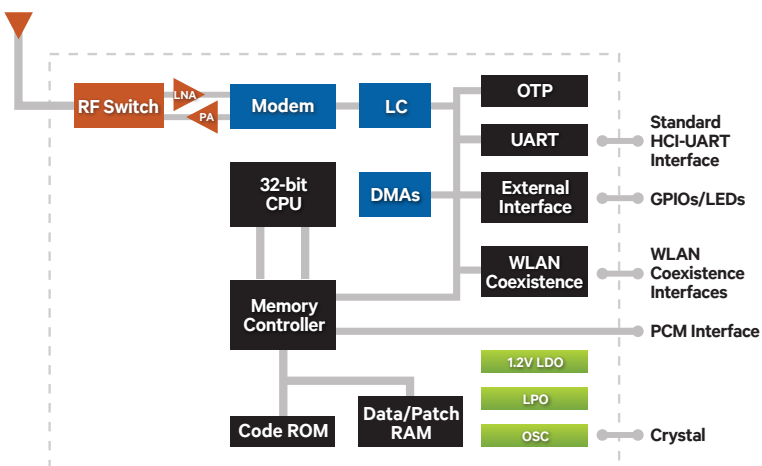 RF Switch
LNA
PA
Modem
LC
OTP
UART
Standard
HCI-UART
Interface
32-bit
CPU
DMAs
External
Interface
GPIOs/LEDs
WLAN
Coexistence
WLAN
Coexistence
Interfaces
Memory
Controller
PCM Interface
1.2V LDO
LPO
Code ROM
Data/Patch
RAM
OSC
Crystal